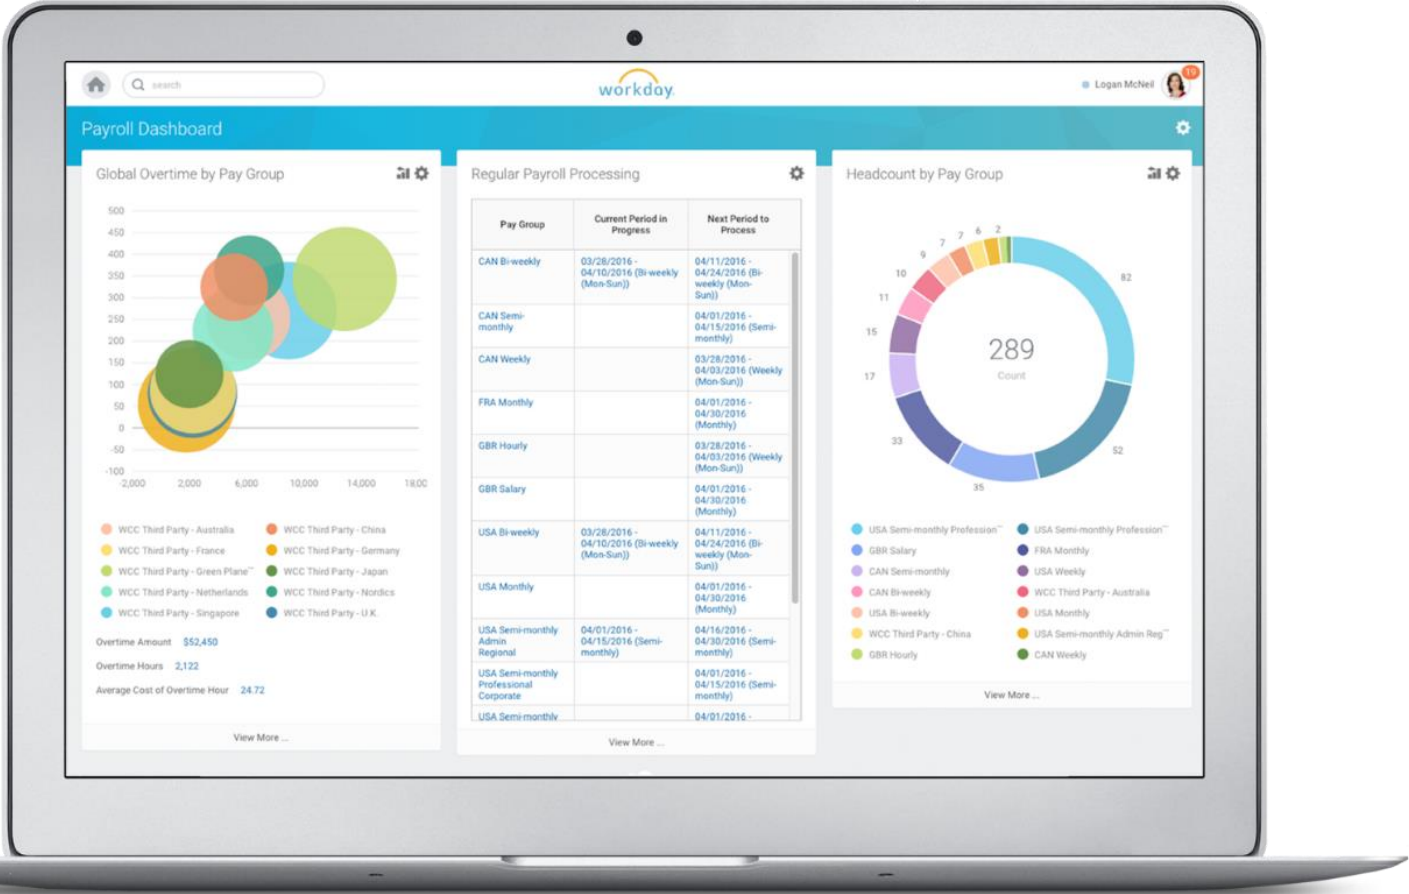 search
workday.
Logan McNeil
19
Payroll Dashboard
Global Overtime by Pay Group
500
450
400
350
300
250
200
150
100
50
0
-50
-100
-2,000 2,000 6,000 10,000 14,000 18,00
WCC Third Party - Australia WCC Third Party - China
WCC Third Party - France WCC Third Party - Germany
WCC Third Party - Green Plane... WCC Third Party - Japan
WCC Third Party - Netherlands WCC Third Party - Nordics
WCC Third Party - Singapore WCC Third Party - U.K.
Overtime Amount $52,450
Overtime Hours 2,122
Average Cost of Overtime Hour 24.72
View More ...
Regular Payroll Processing
Pay Group
Current Period in
Progress
Next Period to
Process
CAN Bi-weekly
03/28/2016 -
04/10/2016 (Bi-weekly
(Mon-Sun))
04/11/2016 -
04/24/2016 (Bi-
weekly (Mon-
Sun))
CAN Semi-
monthly
04/01/2016 -
04/15/2016 (Semi-
monthly)
CAN Weekly
03/28/2016 -
04/03/2016 (Weekly
(Mon-Sun))
FRA Monthly
04/01/2016 -
04/30/2016
(Monthly)
GBR Hourly
03/28/2016 -
04/03/2016 (Weekly
(Mon-Sun))
GBR Salary
04/01/2016 -
04/30/2016
(Monthly)
USA Bi-weekly
03/28/2016 -
04/10/2016 (Bi-weekly
(Mon-Sun))
04/11/2016 -
04/24/2016 (Bi-
weekly (Mon-
Sun))
USA Monthly
04/01/2016 -
04/30/2016
(Monthly)
USA Semi-monthly
Admin
Regional
04/01/2016 -
04/15/2016 (Semi-
monthly)
04/16/2016 -
04/30/2016 (Semi-
monthly)
USA Semi-monthly
Professional
Corporate
04/01/2016 -
04/15/2016 (Semi-
monthly)
USA Semi-monthly
04/01/2016 -
View More ...
Headcount by Pay Group
82
52
35
33
17
15
11
10
9
7
7
6
2
289
Count
USA Semi-monthly Profession... USA Semi-monthly Profession...
GBR Salary FRA Monthly
CAN Semi-monthly USA Weekly
CAN Bi-weekly WCC Third Party - Australia
USA Bi-weekly USA Monthly
WCC Third Party - China USA Semi-monthly Admin Reg...
GBR Hourly CAN Weekly
View More ...